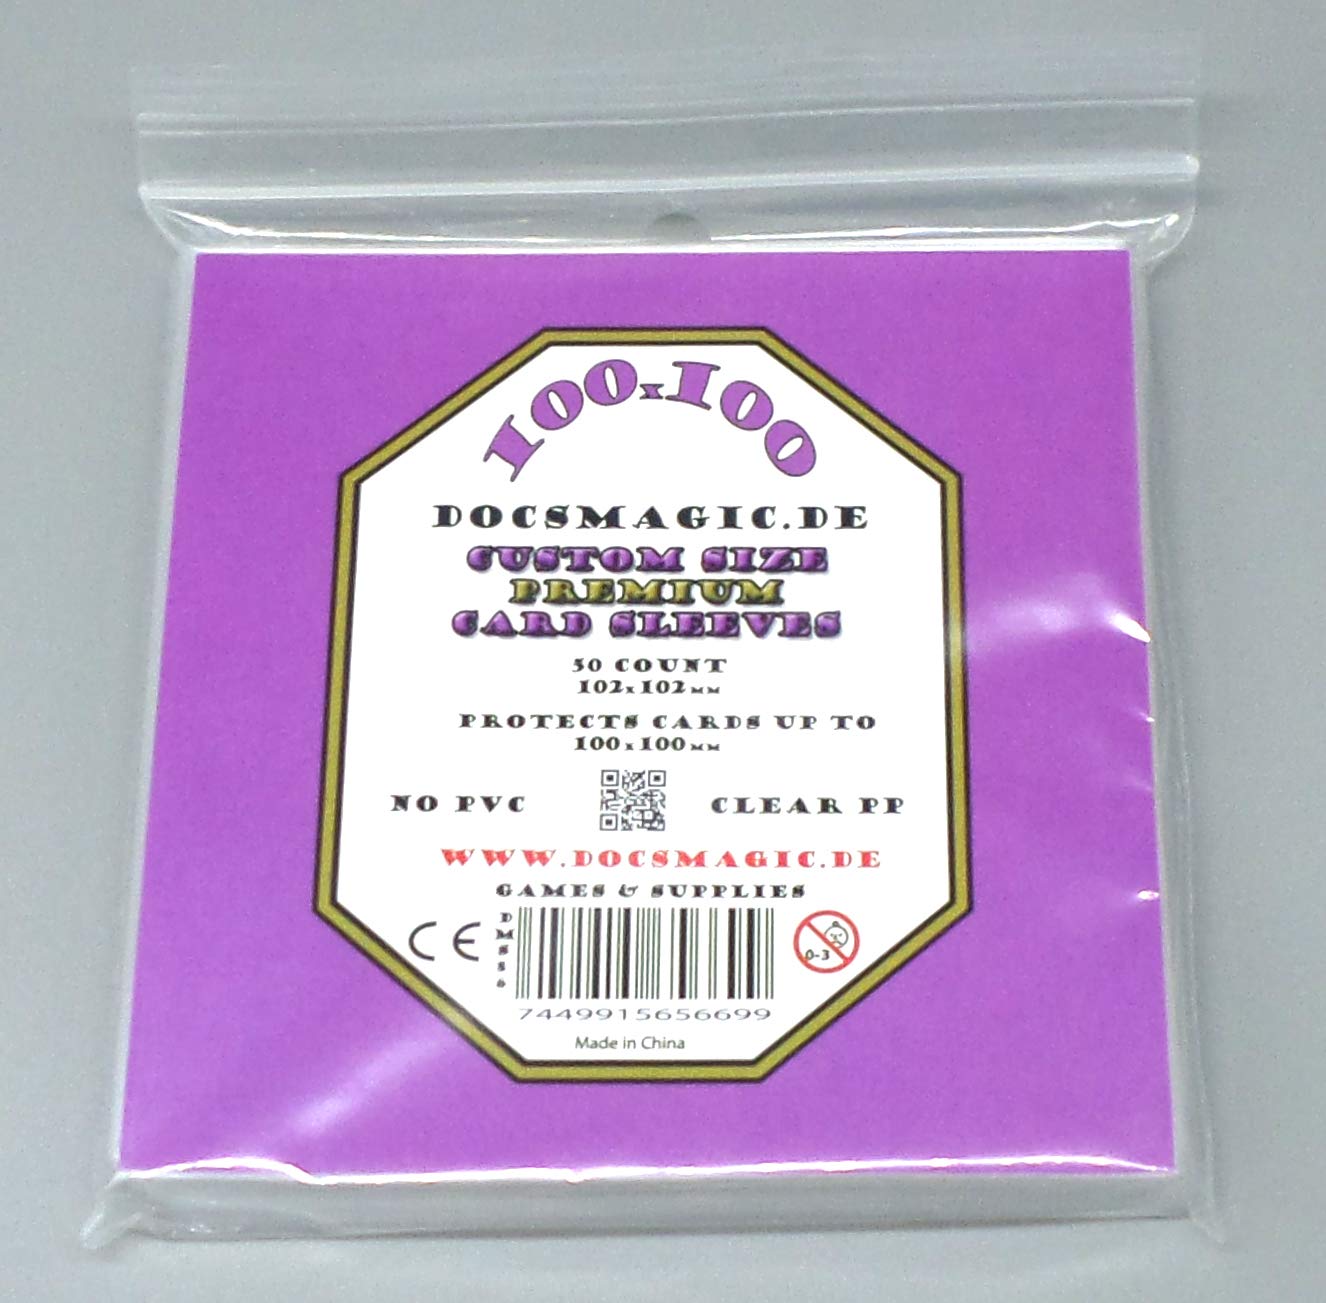 100x100
DOCSMAGIC.DE
CUSTOM SIZE
PREMIUM
CARD SLEEVES
50 COUNT
102x102MM
PROTECTS CARDS UP TO
100x100MM
NO PVC
CLEAR PP
WWW.DOCSMAGIC.DE
GAMES & SUPPLIES
CE
0-3
7449915656699
Made in China